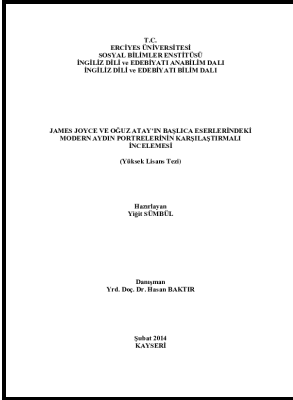 T.C.
ERCİYES ÜNİVERSİTESİ
SOSYAL BİLİMLER ENSTİTÜSÜ
İNGİLİZ DİLİ ve EDEBİYATI ANABİLİM DALI
İNGİLİZ DİLİ ve EDEBİYATI BİLİM DALI
JAMES JOYCE VE OĞUZ ATAY'IN BAŞLICA ESERLERİNDEKİ
MODERN AYDIN PORTRELERİNİN KARŞILAŞTIRMALI
İNCELEMESİ
(Yüksek Lisans Tezi)
Hazırlayan
Yiğit SÜMBÜL
Danışman
Yrd. Doç. Dr. Hasan BAKTIR
Şubat 2014
KAYSERİ